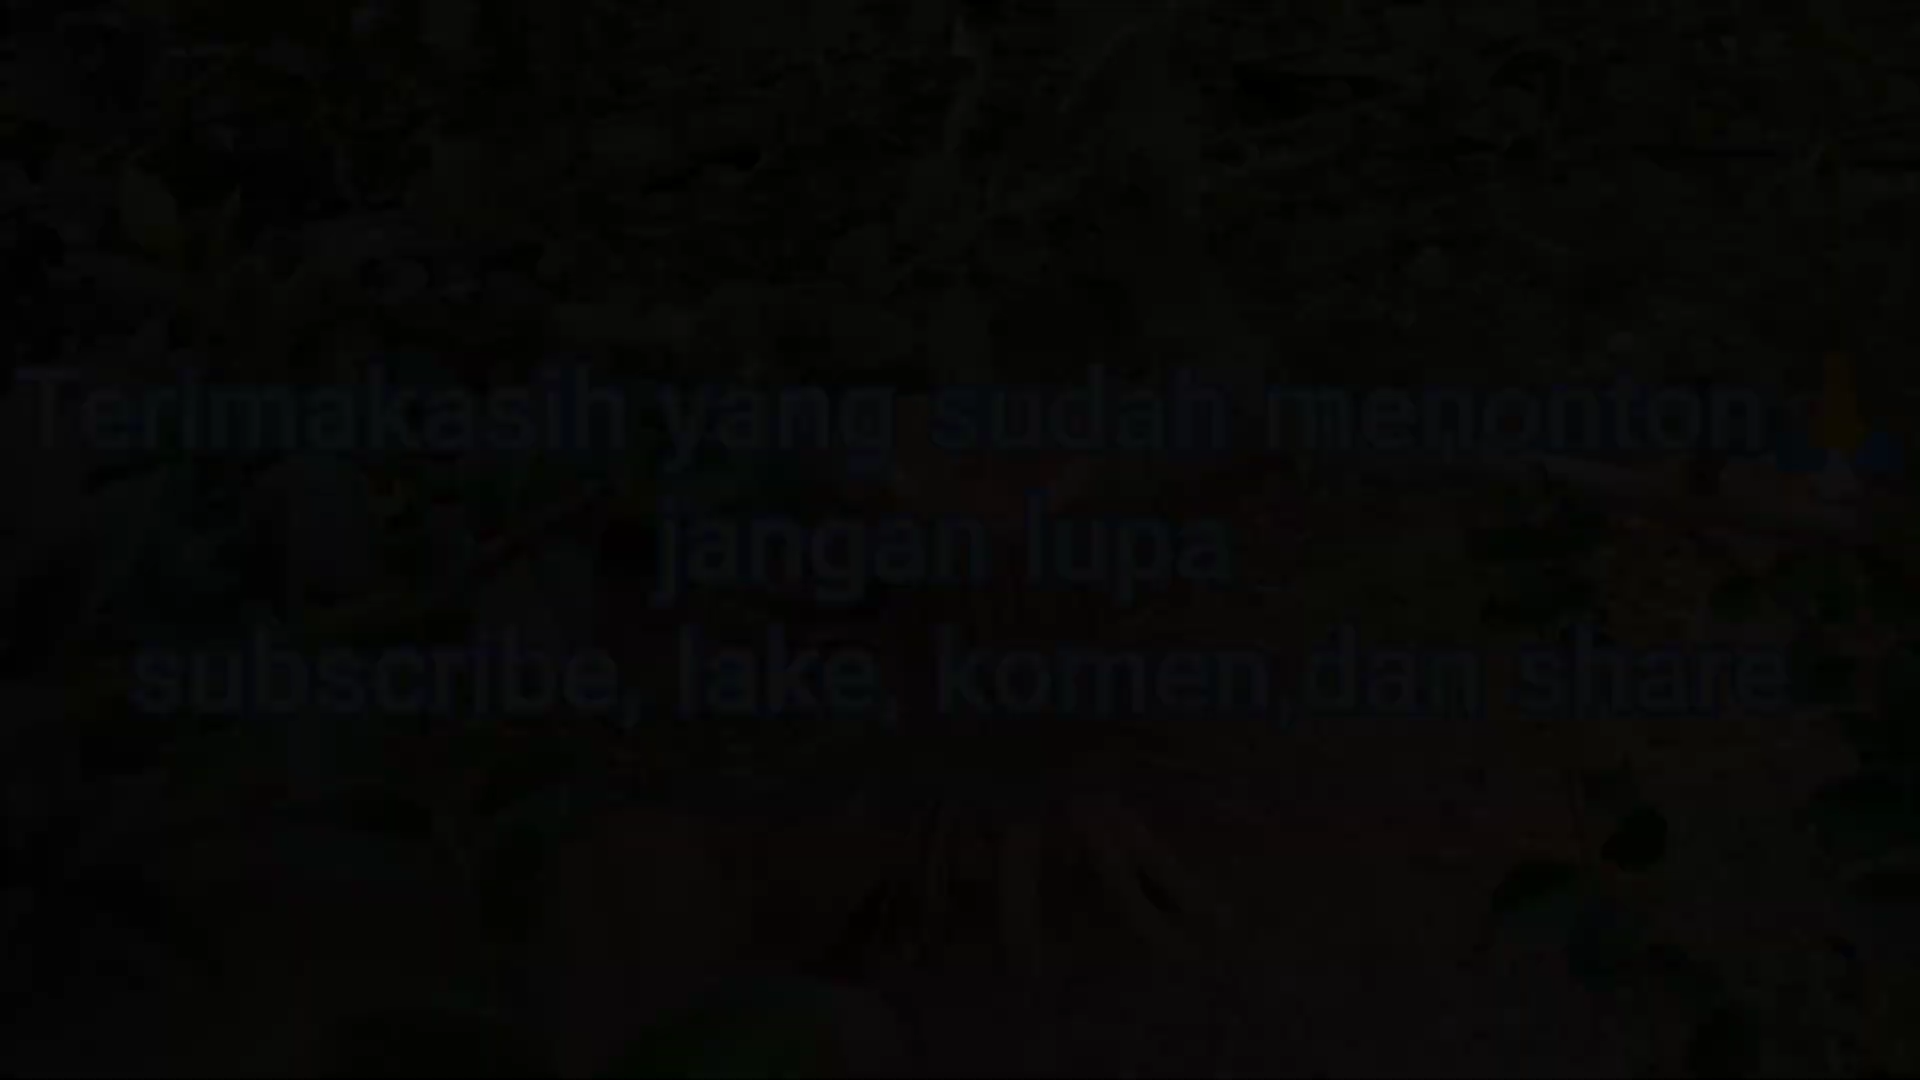 Terimakasih yang sudah menonton 🙏
jangan lupa
subscribe, lake, komen,dan share